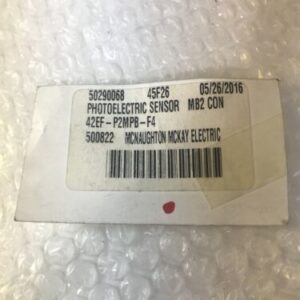 50290068 45F26 05/26/2016
PHOTOELECTRIC SENSOR MB2 CON
42EF-P2MPB-F4
500822 MCNAUGHTON MCKAY ELECTRIC